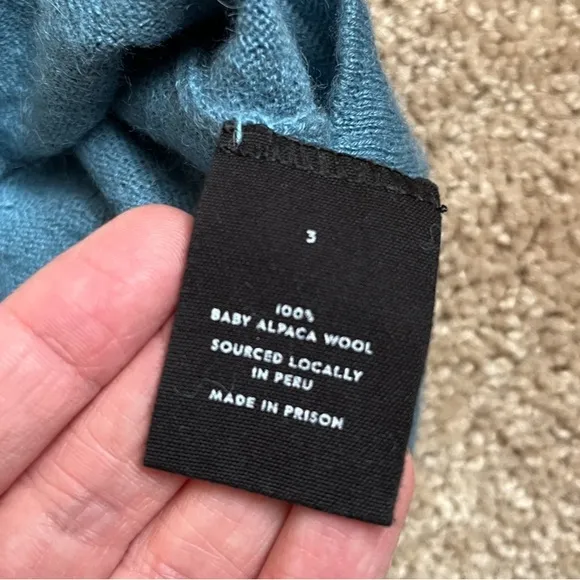 3
100%
BABY ALPACA WOOL
SOURCED LOCALLY
IN PERU
MADE IN PRISON